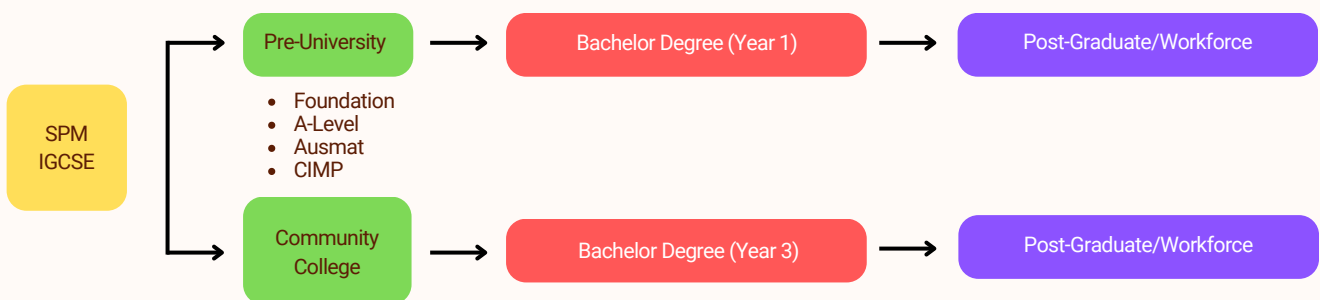 SPM
IGCSE
Pre-University
Foundation
A-Level
Ausmat
CIMP
Bachelor Degree (Year 1)
Post-Graduate/Workforce
Community
College
Bachelor Degree (Year 3)
Post-Graduate/Workforce